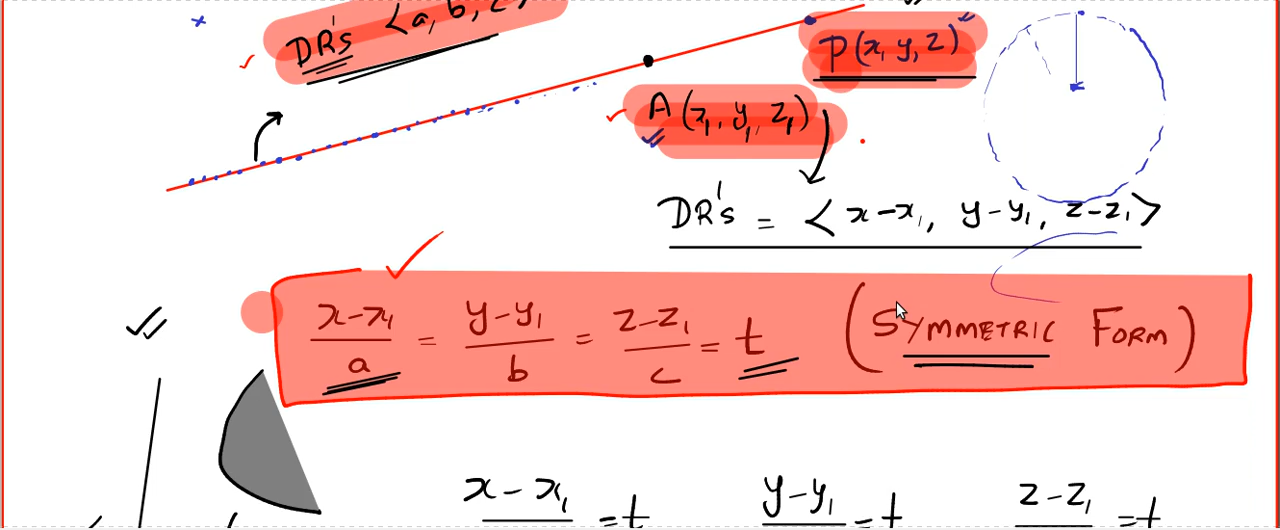 DR's <a, b, c>
P(x, y, z)
A(x₁, y₁, z₁)
DR's = < x-x₁, y-y₁, z-z₁ >
(x-x₁)/a = (y-y₁)/b = (z-z₁)/c = t (SYMMETRIC FORM)
x-x₁ = t y-y₁ = t z-z₁ = t